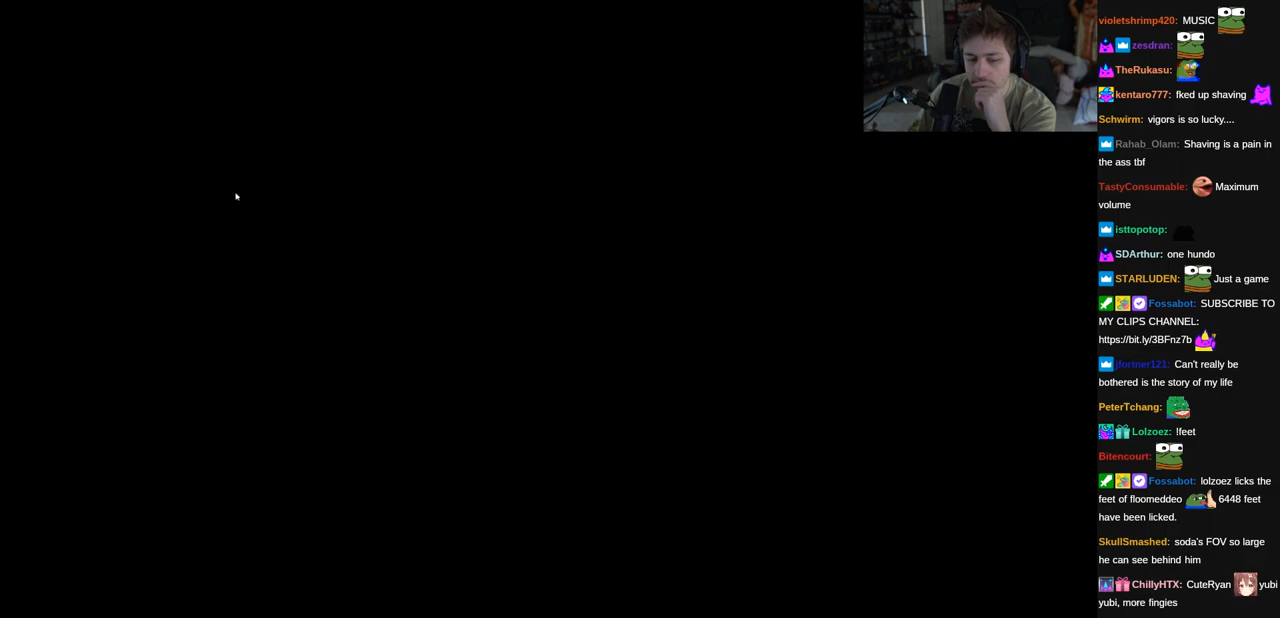 violetshrimp420: MUSIC
zesdran:
TheRukasu:
kentaro777: fked up shaving
Schwirm: vigors is so lucky....
Rahab_Olam: Shaving is a pain in
the ass tbf
TastyConsumable: Maximum
volume
isttopotop:
SDArthur: one hundo
STARLUDEN: Just a game
Fossabot: SUBSCRIBE TO
MY CLIPS CHANNEL:
https://bit.ly/3BFnz7b
jfortner121: Can't really be
bothered is the story of my life
PeterTchang:
Lolzoez: !feet
Bitencourt:
Fossabot: lolzoez licks the
feet of floomeddeo 6448 feet
have been licked.
SkullSmashed: soda's FOV so large
he can see behind him
ChillyHTX: CuteRyan yubi
yubi, more fingies